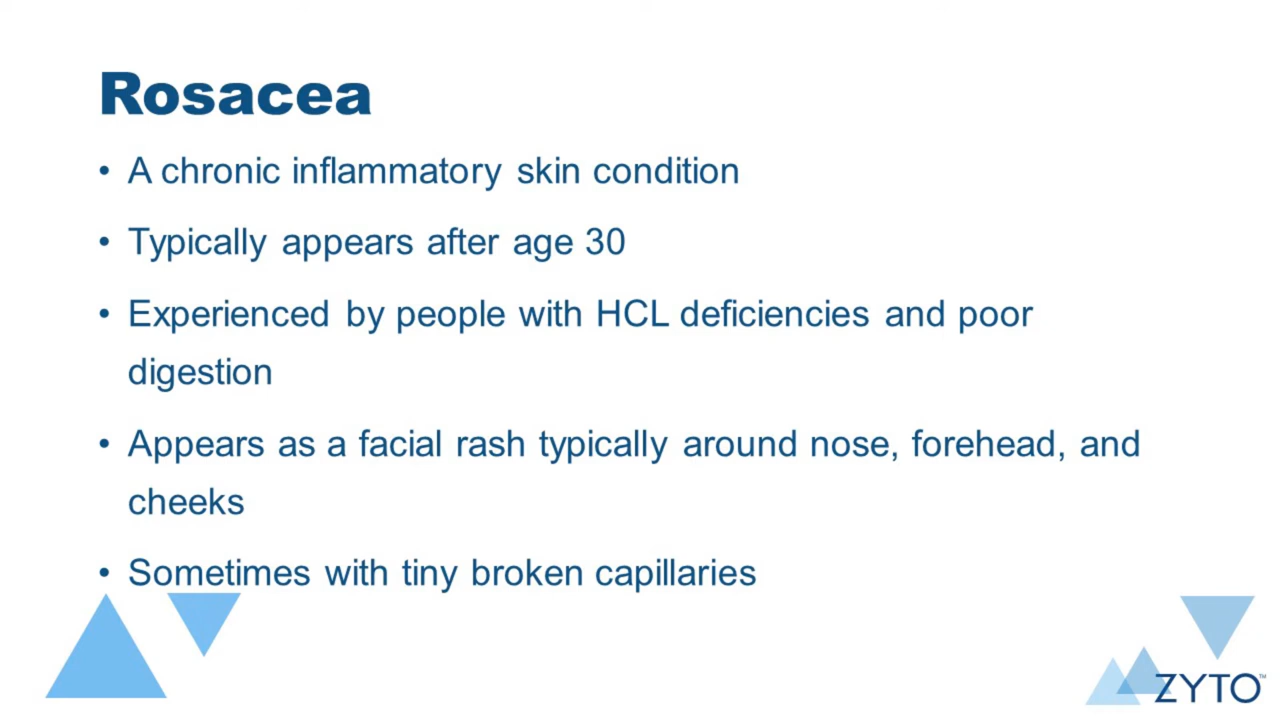 Rosacea
• A chronic inflammatory skin condition
• Typically appears after age 30
• Experienced by people with HCL deficiencies and poor
digestion
• Appears as a facial rash typically around nose, forehead, and
cheeks
• Sometimes with tiny broken capillaries
ZYTO™